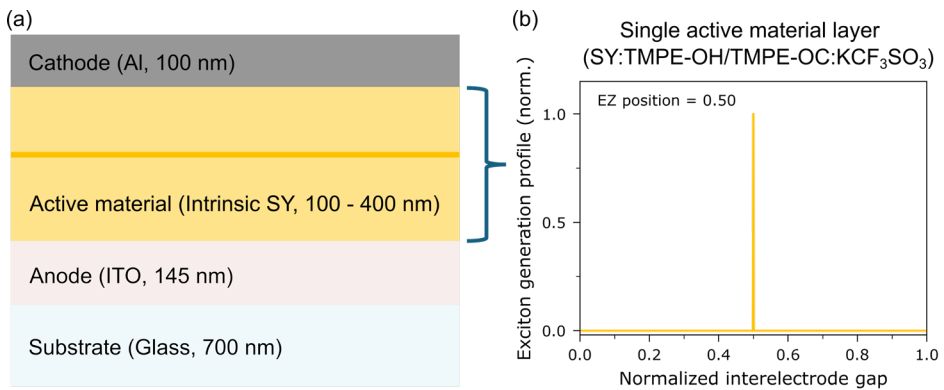 (a)
Cathode (Al, 100 nm)
Active material (Intrinsic SY, 100 - 400 nm)
Anode (ITO, 145 nm)
Substrate (Glass, 700 nm)
(b)
Single active material layer
(SY:TMPE-OH/TMPE-OC:KCF₃SO₃)
EZ position = 0.50
Exciton generation profile (norm.)
1.0
0.5
0.0
0.0 0.2 0.4 0.6 0.8 1.0
Normalized interelectrode gap